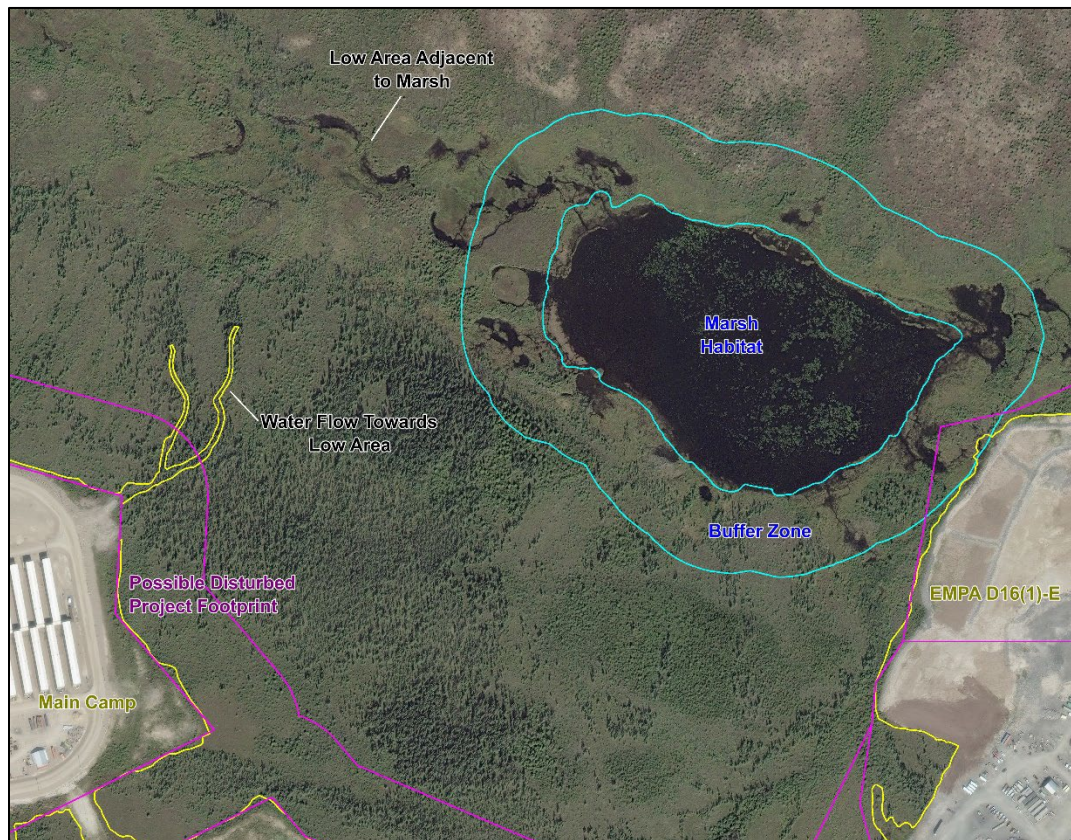 Low Area Adjacent
to Marsh
Marsh
Habitat
Water Flow Towards
Low Area
Buffer Zone
Possible Disturbed
Project Footprint
EMPA D16(1)-E
Main Camp